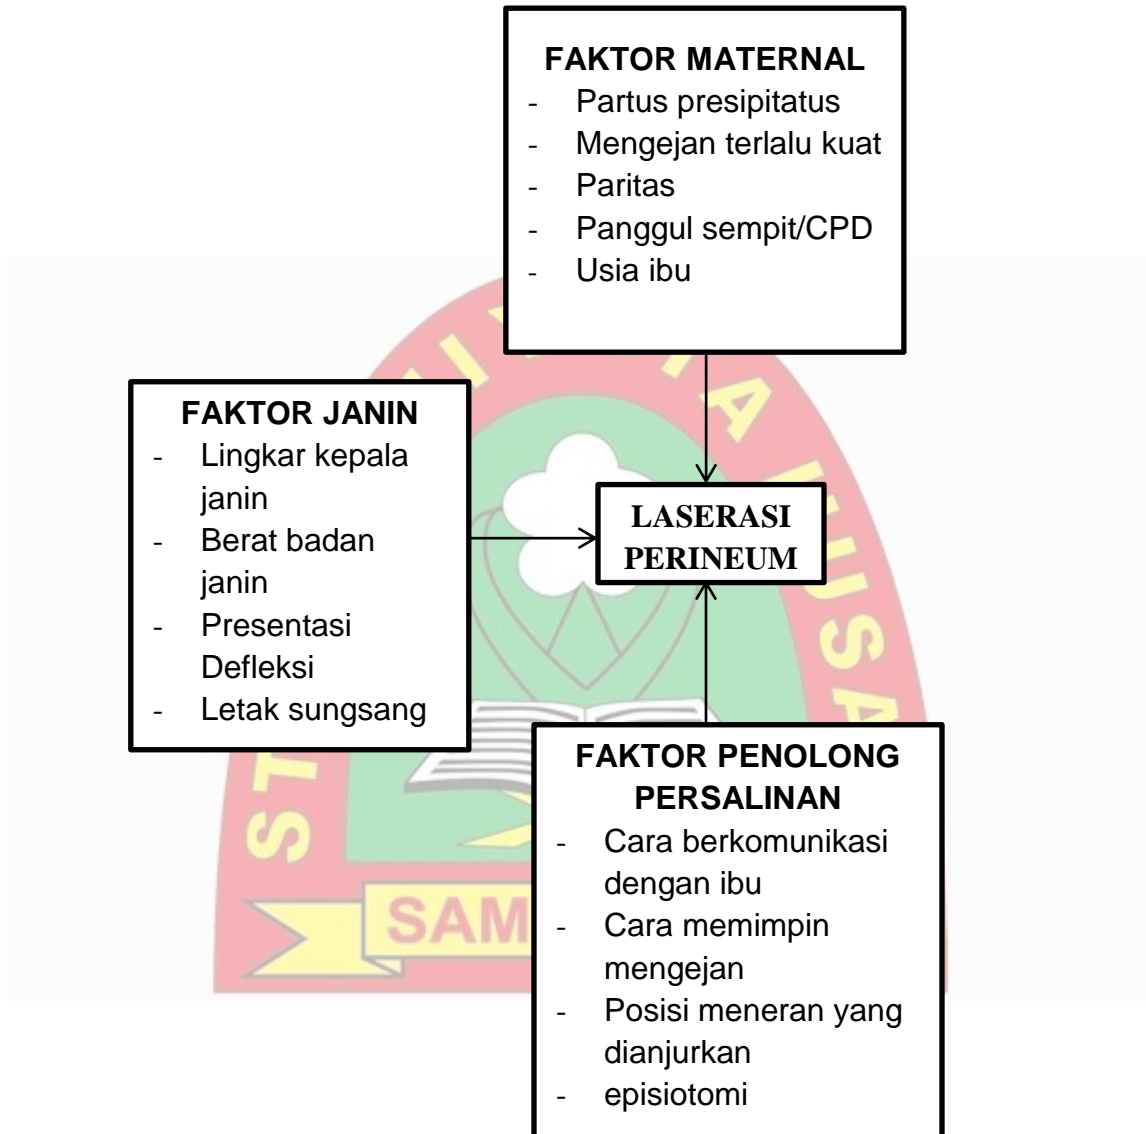 FAKTOR MATERNAL
- Partus presipitatus
- Mengejan terlalu kuat
- Paritas
- Panggul sempit/CPD
- Usia ibu
FAKTOR JANIN
- Lingkar kepala
janin
- Berat badan
janin
- Presentasi
Defleksi
- Letak sungsang
LASERASI
PERINEUM
FAKTOR PENOLONG
PERSALINAN
- Cara berkomunikasi
dengan ibu
- Cara memimpin
mengejan
- Posisi meneran yang
dianjurkan
- episiotomi